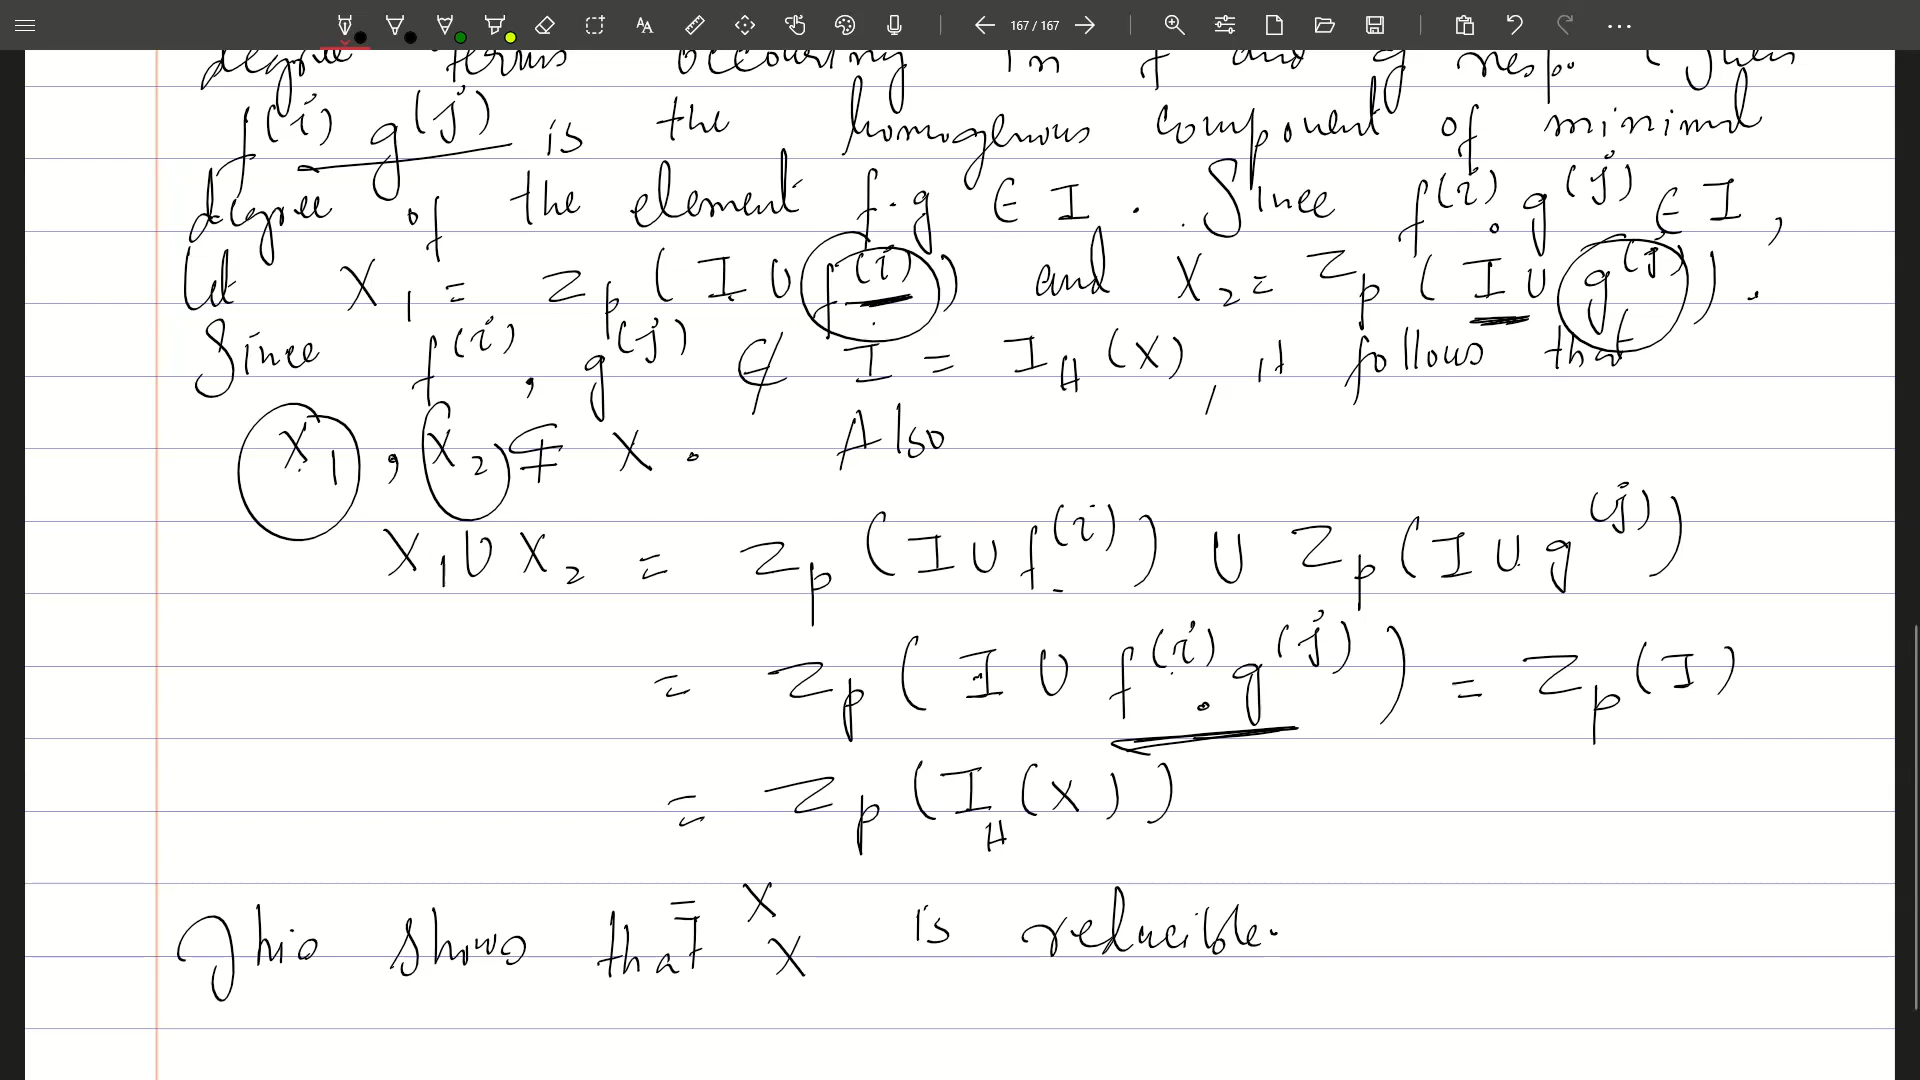 167 / 167
degree terms occouring in f and g resp. Then
f^(i) g^(j) is the homogenous component of minimal
degree of the element f·g ∈ I. Since f^(i)·g^(j) ∈ I,
Let X_1 = Z_p(I ∪ f^(i)) and X_2 = Z_p(I ∪ g^(j)).
Since f^(i), g^(j) ∉ I = I_H(X), it follows that
X_1, X_2 ⊊ X. Also
X_1 ∪ X_2 = Z_p(I ∪ f^(i)) ∪ Z_p(I ∪ g^(j))
= Z_p(I ∪ f^(i)·g^(j)) = Z_p(I)
= Z_p(I_H(X))
= X
This shows that X is reducible.